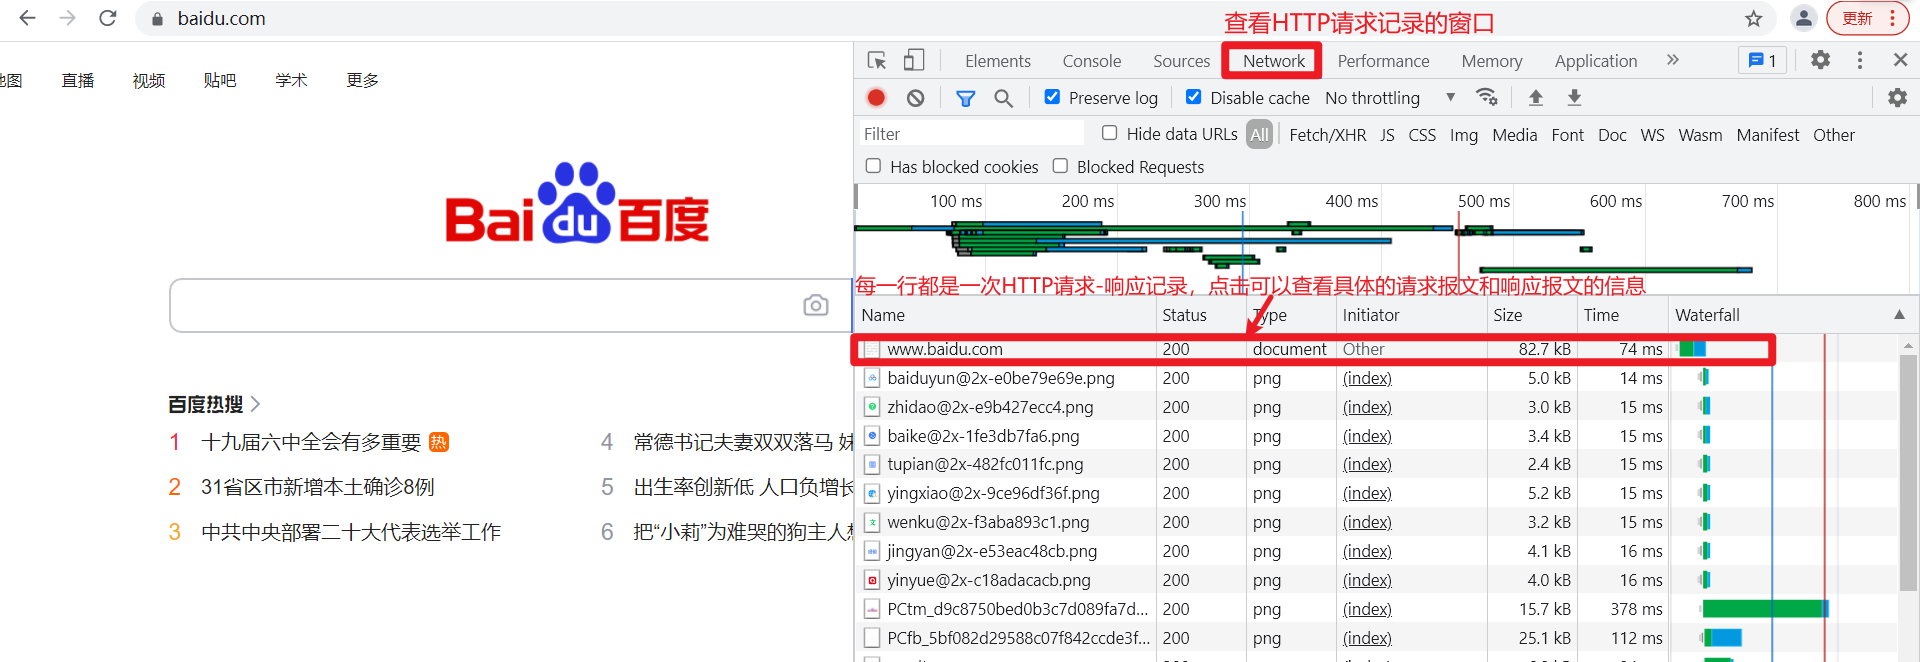 baidu.com
查看HTTP请求记录的窗口
更新
地图 直播 视频 贴吧 学术 更多
Elements Console Sources Network Performance Memory Application » 1
Preserve log Disable cache No throttling
Filter Hide data URLs All Fetch/XHR JS CSS Img Media Font Doc WS Wasm Manifest Other
Has blocked cookies Blocked Requests
100 ms 200 ms 300 ms 400 ms 500 ms 600 ms 700 ms 800 ms
Bai du 百度
每一行都是一次HTTP请求-响应记录，点击可以查看具体的请求报文和响应报文的信息
Name Status Type Initiator Size Time Waterfall
www.baidu.com 200 document Other 82.7 kB 74 ms
baiduyun@2x-e0be79e69e.png 200 png (index) 5.0 kB 14 ms
zhidao@2x-e9b427ecc4.png 200 png (index) 3.0 kB 15 ms
baike@2x-1fe3db7fa6.png 200 png (index) 3.4 kB 15 ms
tupian@2x-482fc011fc.png 200 png (index) 2.4 kB 15 ms
yingxiao@2x-9ce96df36f.png 200 png (index) 5.2 kB 15 ms
wenku@2x-f3aba893c1.png 200 png (index) 3.2 kB 15 ms
jingyan@2x-e53eac48cb.png 200 png (index) 4.1 kB 16 ms
yinyue@2x-c18adacacb.png 200 png (index) 4.0 kB 16 ms
PCtm_d9c8750bed0b3c7d089fa7d... 200 png (index) 15.7 kB 378 ms
PCfb_5bf082d29588c07f842ccde3f... 200 png (index) 25.1 kB 112 ms
百度热搜
1 十九届六中全会有多重要 热
2 31省区市新增本土确诊8例
3 中共中央部署二十大代表选举工作
4 常德书记夫妻双双落马 妹
5 出生率创新低 人口负增长
6 把“小莉”为难哭的狗主人